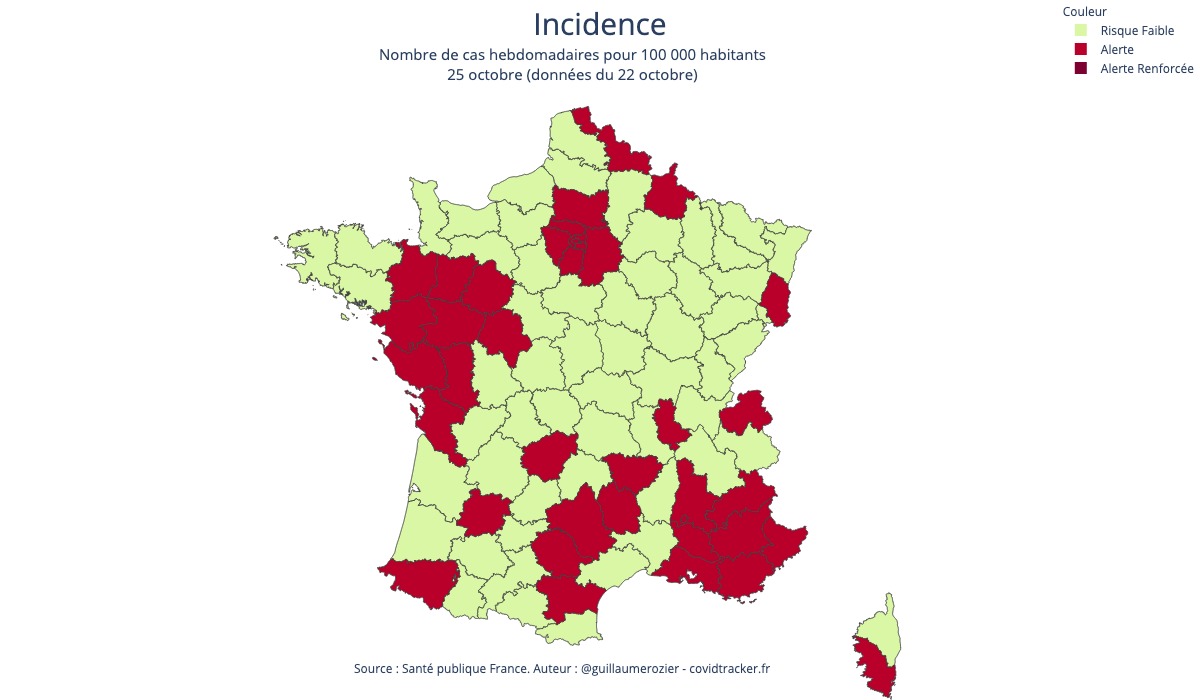 Incidence
Nombre de cas hebdomadaires pour 100 000 habitants
25 octobre (données du 22 octobre)
Couleur
Risque Faible
Alerte
Alerte Renforcée
Source : Santé publique France. Auteur : @guillaumerozier - covidtracker.fr